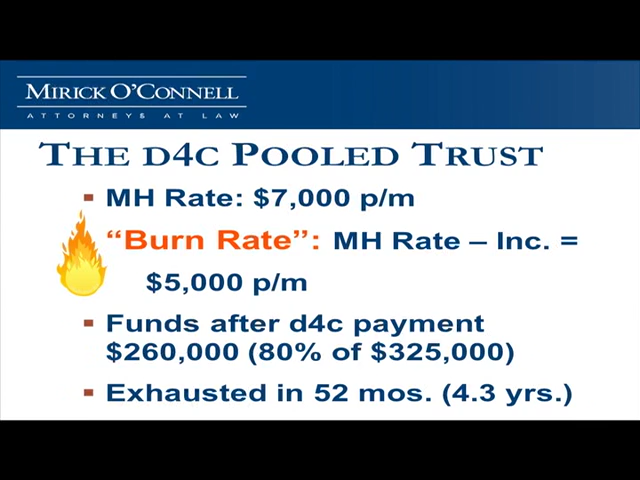 MIRICK O'CONNELL
ATTORNEYS AT LAW
THE D4C POOLED TRUST
MH Rate: $7,000 p/m
“Burn Rate”: MH Rate – Inc. =
$5,000 p/m
Funds after d4c payment
$260,000 (80% of $325,000)
Exhausted in 52 mos. (4.3 yrs.)